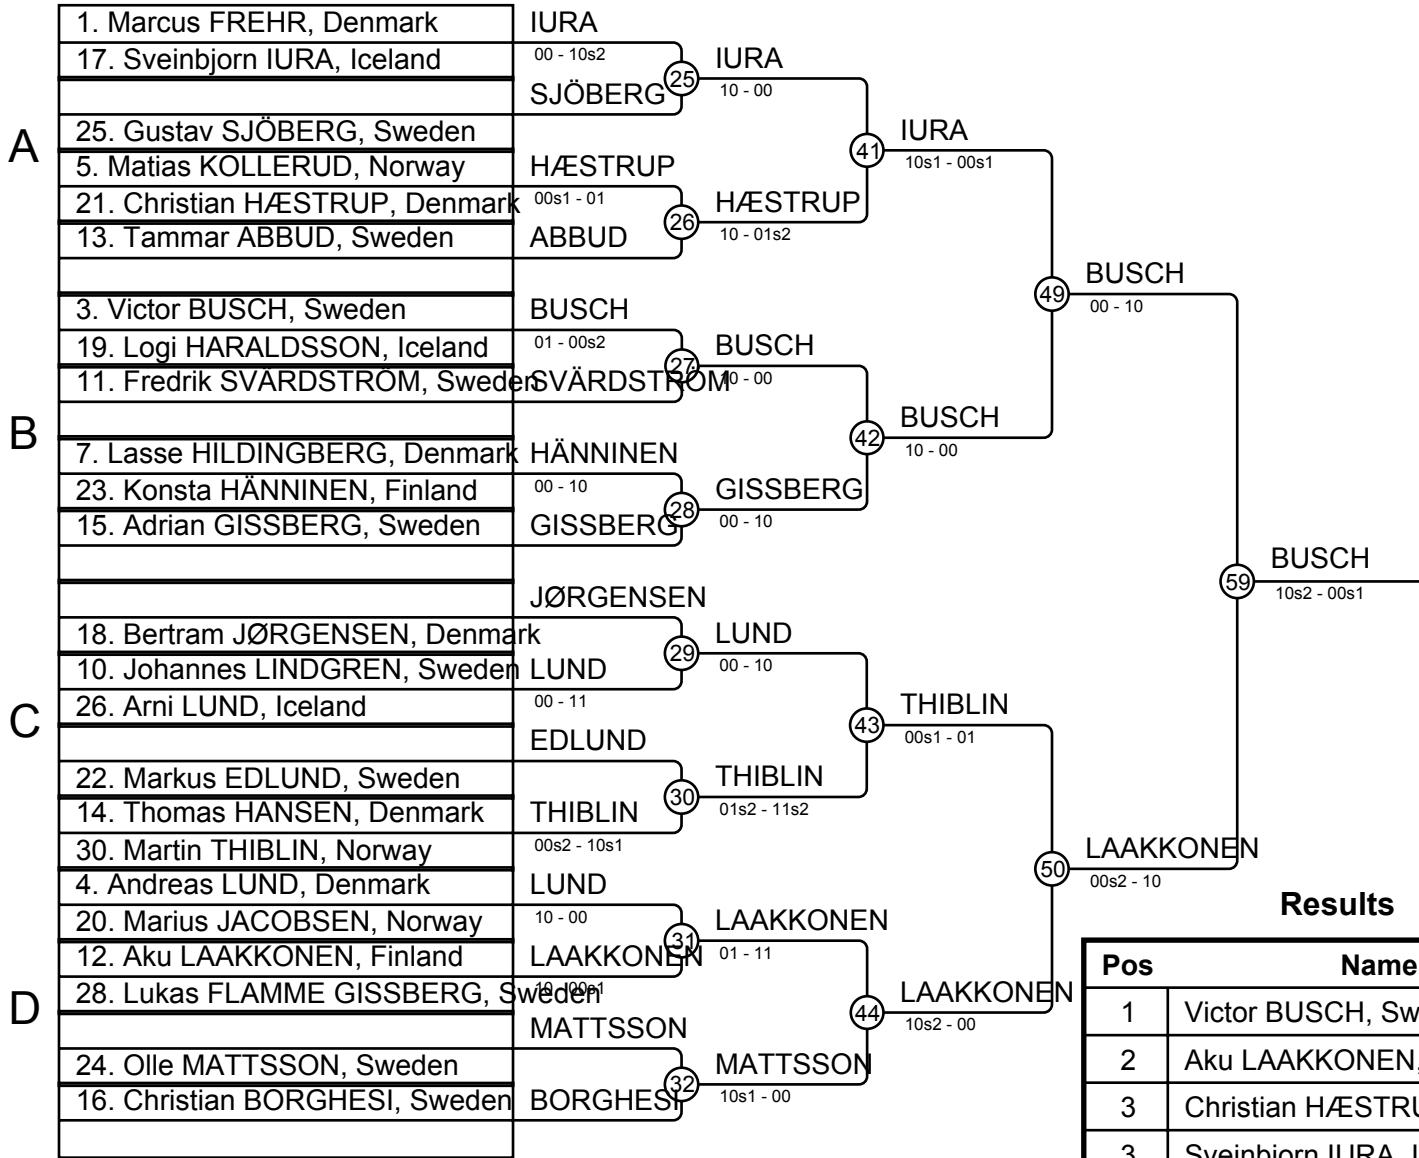 1. Marcus FREHR, Denmark
17. Sveinbjorn IURA, Iceland
25. Gustav SJÖBERG, Sweden
A
5. Matias KOLLERUD, Norway
21. Christian HÆSTRUP, Denmark
13. Tammar ABBUD, Sweden
3. Victor BUSCH, Sweden
19. Logi HARALDSSON, Iceland
11. Fredrik SVÄRDSTRÖM, Sweden
B
7. Lasse HILDINGBERG, Denmark
23. Konsta HÄNNINEN, Finland
15. Adrian GISSBERG, Sweden
18. Bertram JØRGENSEN, Denmark
10. Johannes LINDGREN, Sweden
26. Arni LUND, Iceland
C
22. Markus EDLUND, Sweden
14. Thomas HANSEN, Denmark
30. Martin THIBLIN, Norway
4. Andreas LUND, Denmark
20. Marius JACOBSEN, Norway
12. Aku LAAKKONEN, Finland
28. Lukas FLAMME GISSBERG, Sweden
D
24. Olle MATTSSON, Sweden
16. Christian BORGHESI, Sweden
IURA
00 - 10s2
SJÖBERG
HÆSTRUP
00s1 - 01
ABBUD
BUSCH
01 - 00s2
SVÄRDSTRÖM
HÄNNINEN
00 - 10
GISSBERG
JØRGENSEN
LUND
00 - 11
EDLUND
THIBLIN
00s2 - 10s1
LUND
10 - 00
LAAKKONEN
10 - 00s1
MATTSSON
BORGHESI
25
26
27
28
29
30
31
32
IURA
10 - 00
HÆSTRUP
10 - 01s2
BUSCH
10 - 00
GISSBERG
00 - 10
LUND
00 - 10
THIBLIN
01s2 - 11s2
LAAKKONEN
01 - 11
MATTSSON
10s1 - 00
41
42
43
44
IURA
10s1 - 00s1
BUSCH
10 - 00
THIBLIN
00s1 - 01
LAAKKONEN
10s2 - 00
49
50
BUSCH
00 - 10
LAAKKONEN
00s2 - 10
59
BUSCH
10s2 - 00s1
Results
Pos Name
1 Victor BUSCH, Sw
2 Aku LAAKKONEN,
3 Christian HÆSTRU
3 Sveinbjorn IURA, I